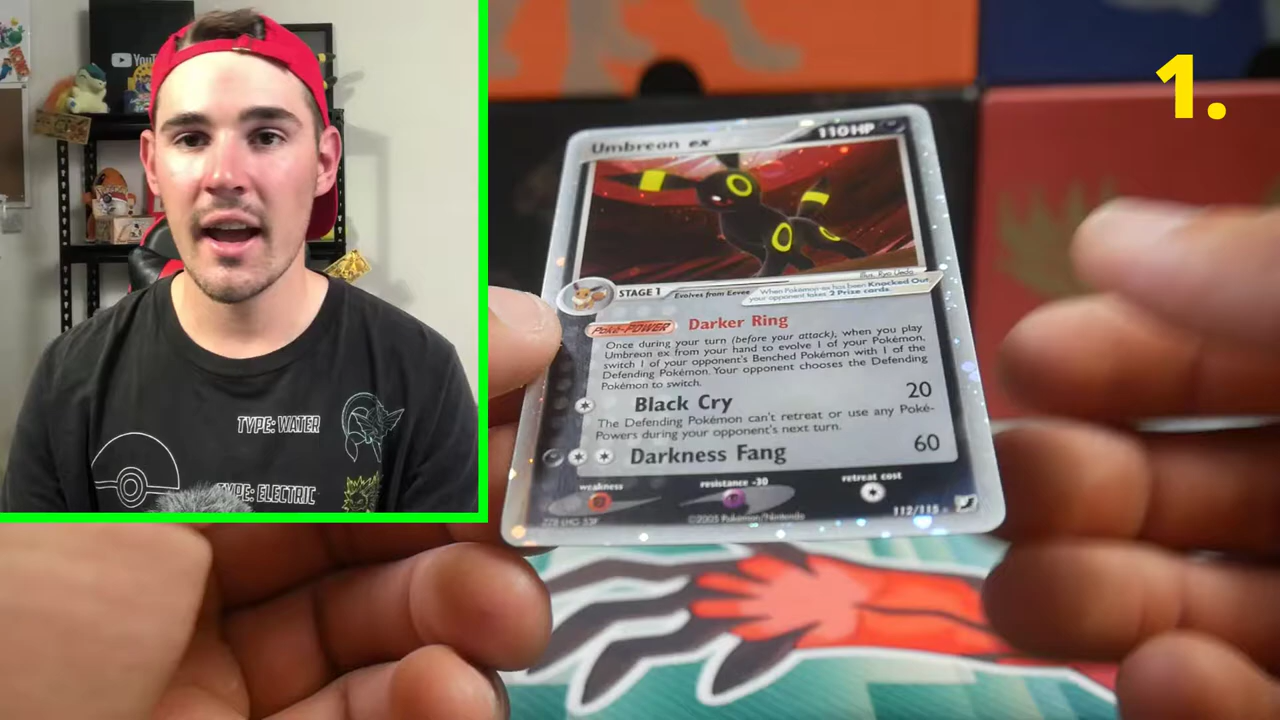 YouTu
TYPE: WATER
TYPE: ELECTRIC
1.
Umbreon ex
110 HP
Illus. Ryo Ueda
STAGE 1
Evolves from Eevee
When Pokémon-ex has been Knocked Out,
your opponent takes 2 Prize cards.
Poké-POWER Darker Ring
Once during your turn (before your attack), when you play
Umbreon ex from your hand to evolve 1 of your Pokémon,
switch 1 of your opponent's Benched Pokémon with 1 of the
Defending Pokémon. Your opponent chooses the Defending
Pokémon to switch.
Black Cry 20
The Defending Pokémon can't retreat or use any Poké-
Powers during your opponent's next turn.
Darkness Fang 60
weakness resistance -30 retreat cost
©2005 Pokémon/Nintendo 112/115